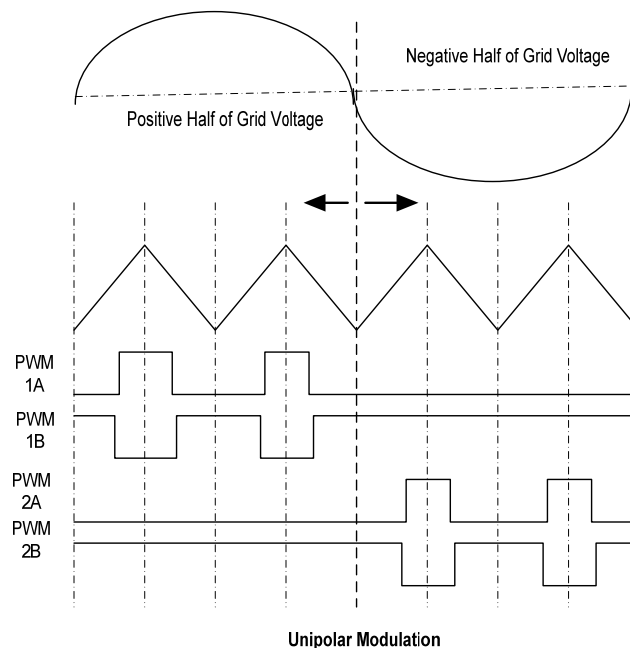 Negative Half of Grid Voltage
Positive Half of Grid Voltage
PWM
1A
PWM
1B
PWM
2A
PWM
2B
Unipolar Modulation